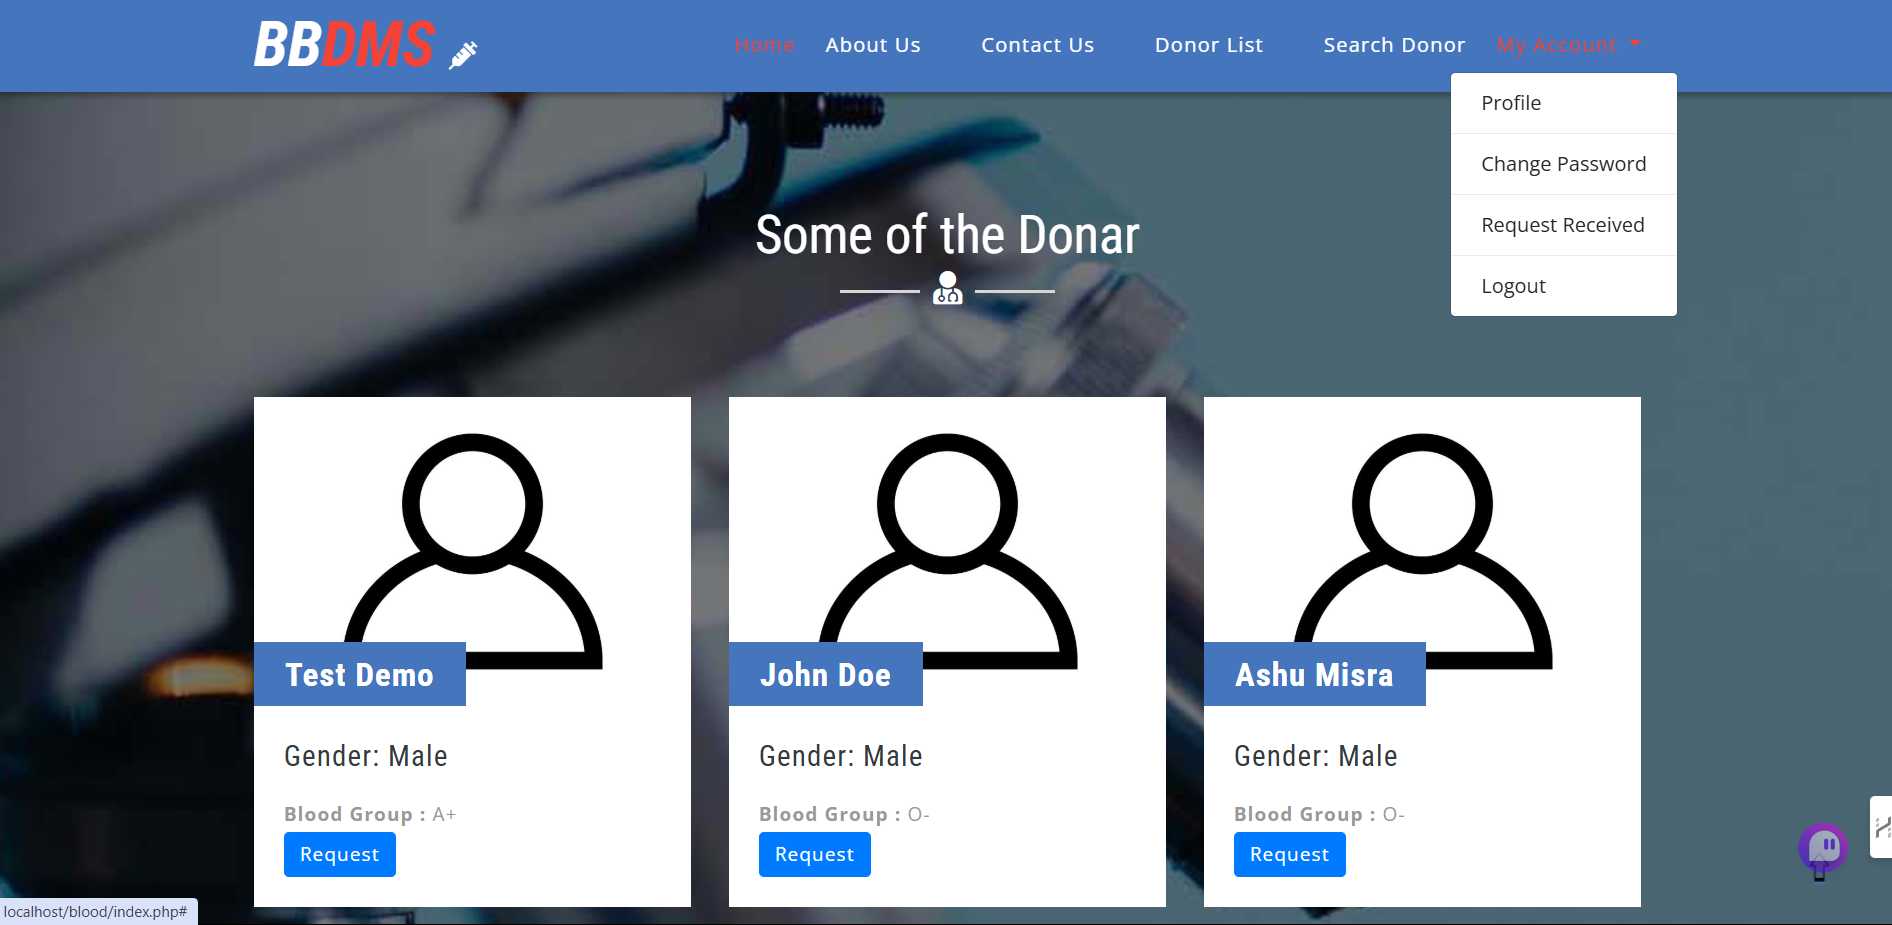 BBDMS
Home About Us Contact Us Donor List Search Donor My Account
Profile
Change Password
Request Received
Logout
Some of the Donar
Test Demo
Gender: Male
Blood Group : A+
Request
John Doe
Gender: Male
Blood Group : O-
Request
Ashu Misra
Gender: Male
Blood Group : O-
Request
localhost/blood/index.php#